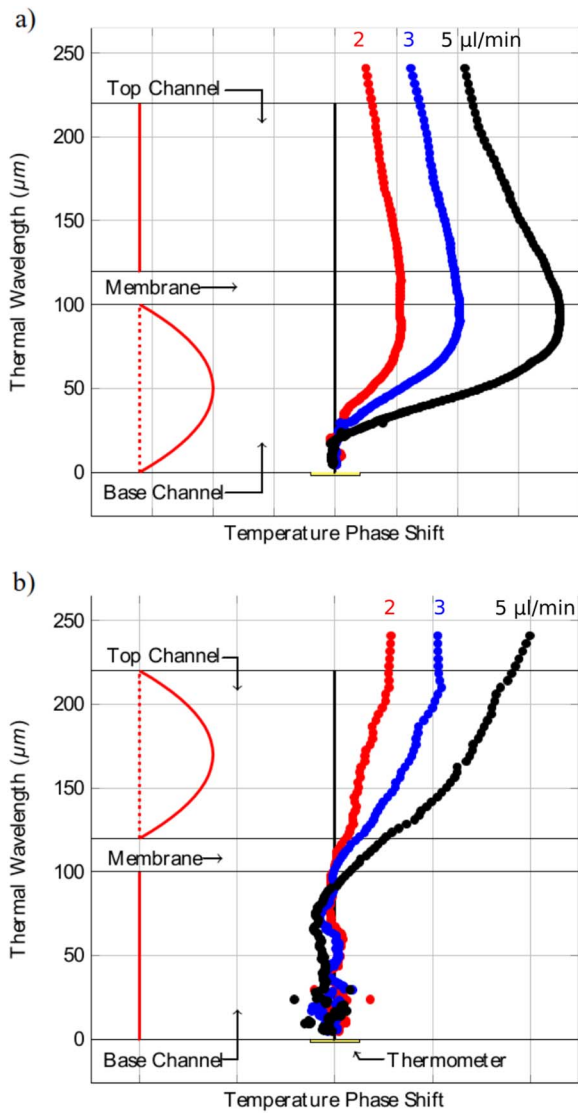 a)
2 3 5 µl/min
250
Top Channel
200
150
Membrane
100
50
0
Base Channel
Thermal Wavelength (µm)
Temperature Phase Shift
b)
2 3 5 µl/min
250
Top Channel
200
150
Membrane
100
50
0
Base Channel
Thermometer
Thermal Wavelength (µm)
Temperature Phase Shift